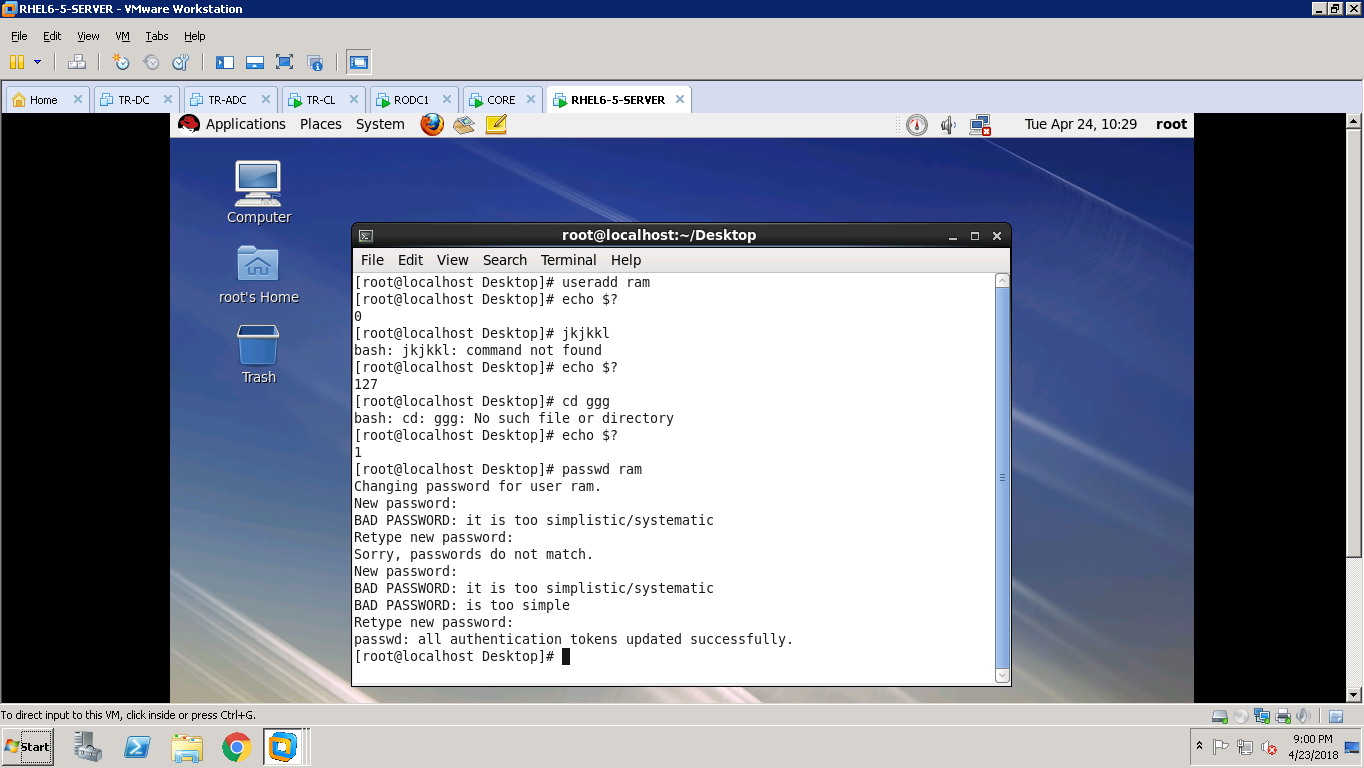 RHEL6-5-SERVER - VMware Workstation
File Edit View VM Tabs Help
Home TR-DC TR-ADC TR-CL RODC1 CORE RHEL6-5-SERVER
Applications Places System Tue Apr 24, 10:29 root
Computer
root's Home
Trash
root@localhost:~/Desktop
File Edit View Search Terminal Help
[root@localhost Desktop]# useradd ram
[root@localhost Desktop]# echo $?
0
[root@localhost Desktop]# jkjkkl
bash: jkjkkl: command not found
[root@localhost Desktop]# echo $?
127
[root@localhost Desktop]# cd ggg
bash: cd: ggg: No such file or directory
[root@localhost Desktop]# echo $?
1
[root@localhost Desktop]# passwd ram
Changing password for user ram.
New password:
BAD PASSWORD: it is too simplistic/systematic
Retype new password:
Sorry, passwords do not match.
New password:
BAD PASSWORD: it is too simplistic/systematic
BAD PASSWORD: is too simple
Retype new password:
passwd: all authentication tokens updated successfully.
[root@localhost Desktop]#
To direct input to this VM, click inside or press Ctrl+G.
Start
9:00 PM
4/23/2018